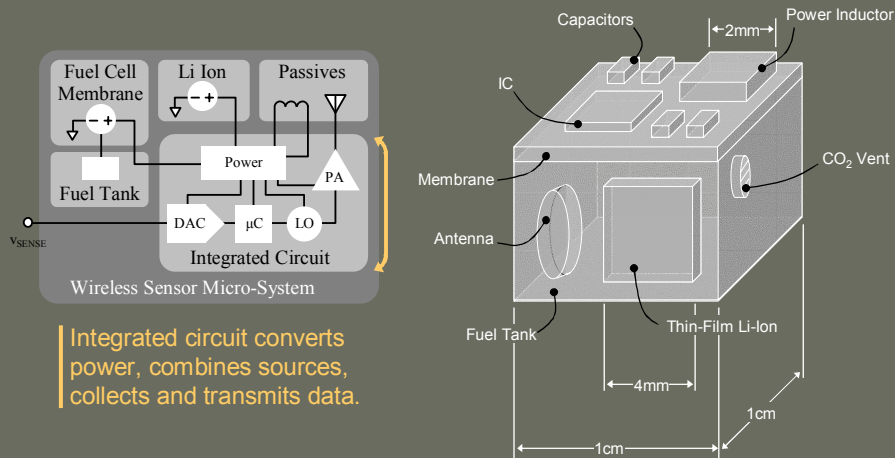 Fuel Cell
Membrane
Li Ion
Passives
- +
- +
Fuel Tank
Power
PA
DAC
μC
LO
vSENSE
Integrated Circuit
Wireless Sensor Micro-System
Integrated circuit converts
power, combines sources,
collects and transmits data.
Capacitors
Power Inductor
2mm
IC
CO₂ Vent
Membrane
Antenna
Fuel Tank
Thin-Film Li-Ion
4mm
1cm
1cm